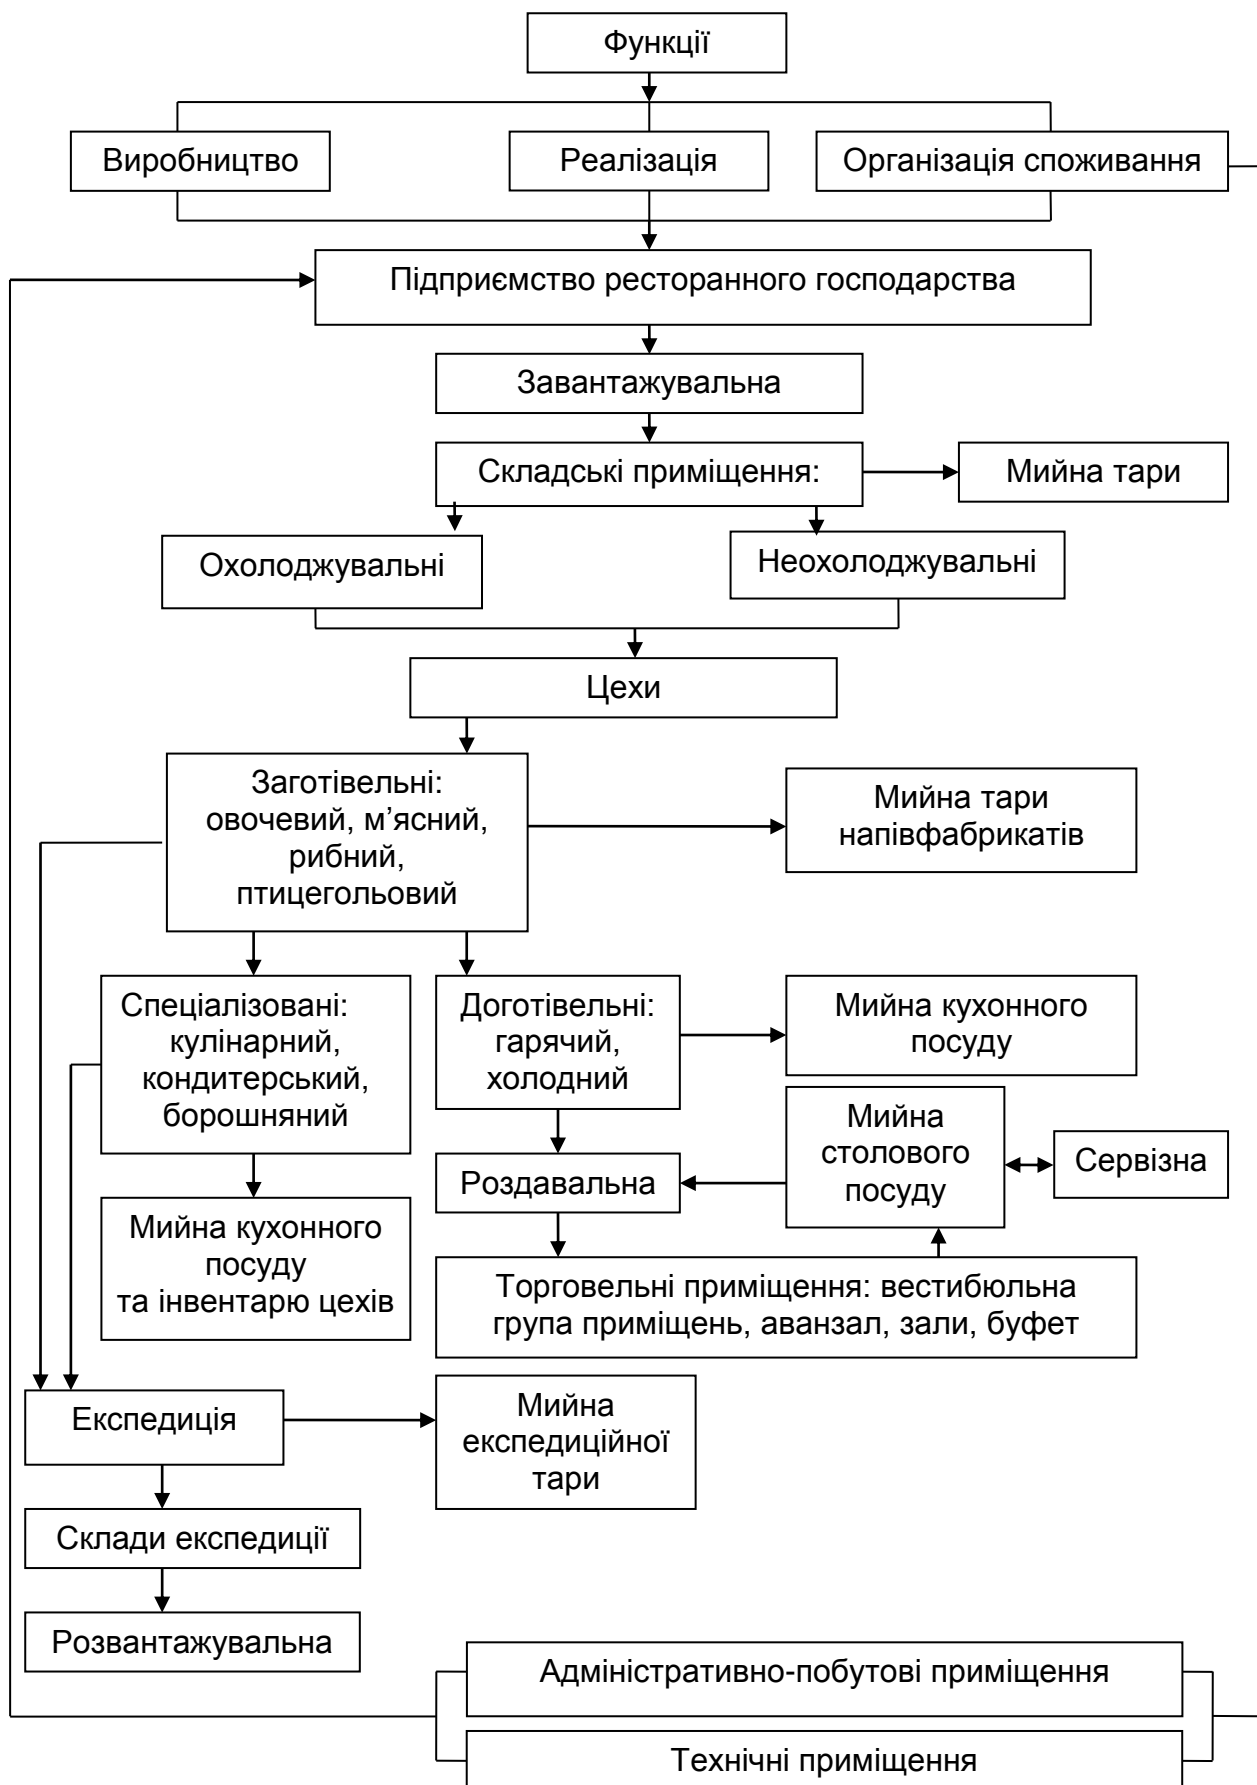 Функції
Виробництво
Реалізація
Організація споживання
Підприємство ресторанного господарства
Завантажувальна
Складські приміщення:
Мийна тари
Охолоджувальні
Неохолоджувальні
Цехи
Заготівельні:
овочевий, м’ясний,
рибний,
птицегольовий
Мийна тари
напівфабрикатів
Спеціалізовані:
кулінарний,
кондитерський,
борошняний
Доготівельні:
гарячий,
холодний
Мийна кухонного
посуду
Мийна
столового
посуду
Сервізна
Роздавальна
Мийна кухонного
посуду
та інвентарю цехів
Торговельні приміщення: вестибюльна
група приміщень, аванзал, зали, буфет
Експедиція
Мийна
експедиційної
тари
Склади експедиції
Розвантажувальна
Адміністративно-побутові приміщення
Технічні приміщення